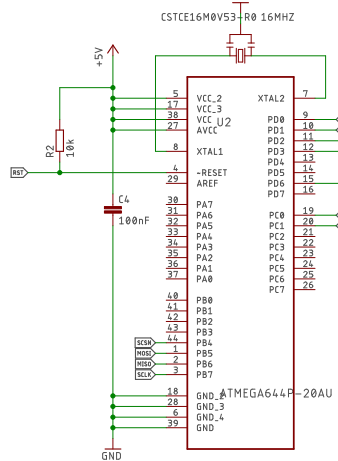 CSTCE16M0V53-R0 16MHZ
+5V
5 VCC_2 XTAL2 7
17 VCC_3
38 VCC U2 PD0 9
27 AVCC PD1 10
PD2 11
8 XTAL1 PD3 12
PD4 13
R2 10k
RST 4 ~RESET PD5 14
29 AREF PD6 15
PD7 16
30 PA7
31 PA6 PC0 19
32 PA5 PC1 20
33 PA4 PC2 21
34 PA3 PC3 22
35 PA2 PC4 23
36 PA1 PC5 24
37 PA0 PC6 25
PC7 26
C4
100nF
40 PB0
41 PB1
42 PB2
43 PB3
SCSN 44 PB4
MOSI 1 PB5
MISO 2 PB6
SCLK 3 PB7
18 GND_2 ATMEGA644P-20AU
28 GND_3
6 GND_4
39 GND
GND